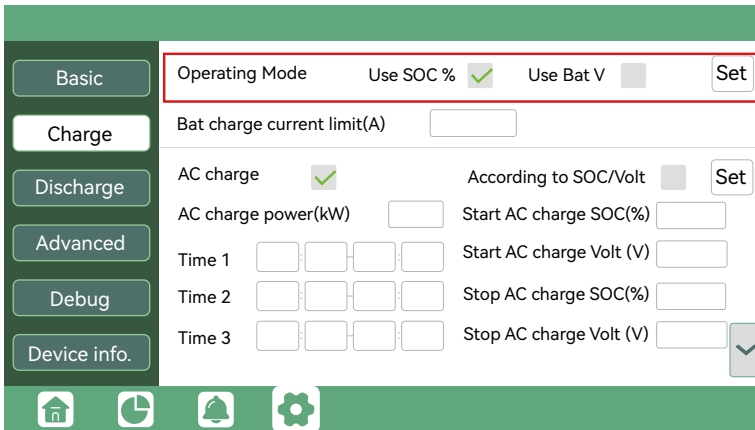 Basic
Charge
Discharge
Advanced
Debug
Device info.
Operating Mode Use SOC % Use Bat V Set
Bat charge current limit(A)
AC charge According to SOC/Volt Set
AC charge power(kW) Start AC charge SOC(%)
Time 1 : - : Start AC charge Volt (V)
Time 2 : - : Stop AC charge SOC(%)
Time 3 : - : Stop AC charge Volt (V)